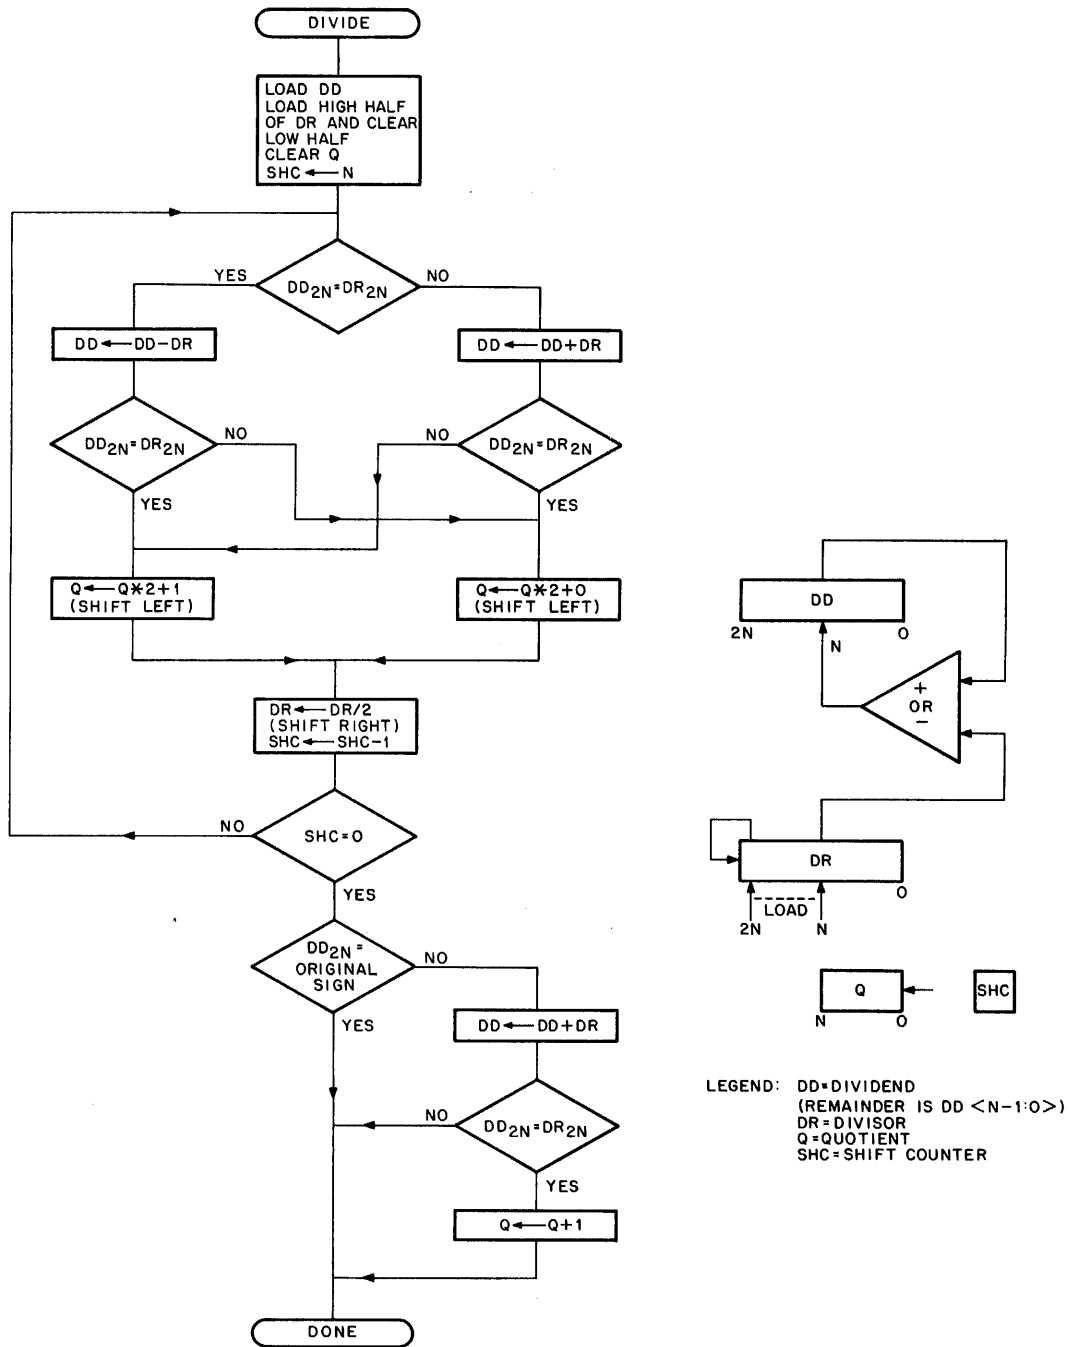 DIVIDE
LOAD DD
LOAD HIGH HALF
OF DR AND CLEAR
LOW HALF
CLEAR Q
SHC ← N
DD2N = DR2N
YES
NO
DD ← DD-DR
DD ← DD+DR
DD2N = DR2N
NO
YES
DD2N = DR2N
NO
YES
Q ← Q*2+1
(SHIFT LEFT)
Q ← Q*2+0
(SHIFT LEFT)
DR ← DR/2
(SHIFT RIGHT)
SHC ← SHC-1
SHC = 0
NO
YES
DD2N =
ORIGINAL
SIGN
NO
YES
DD ← DD+DR
DD2N = DR2N
NO
YES
Q ← Q+1
DONE
DD
2N
N
0
+
OR
-
DR
0
LOAD
2N
N
Q
N
0
SHC
LEGEND: DD=DIVIDEND
(REMAINDER IS DD <N-1:0>)
DR=DIVISOR
Q=QUOTIENT
SHC=SHIFT COUNTER